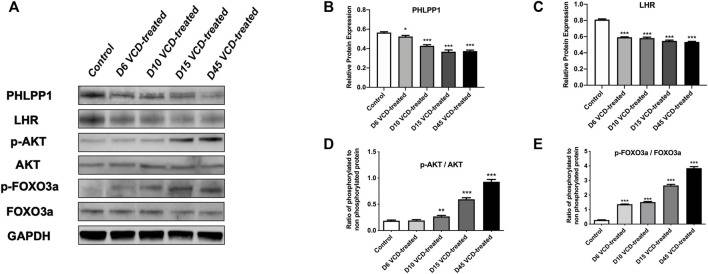 A
Control
D6 VCD-treated
D10 VCD-treated
D15 VCD-treated
D45 VCD-treated
PHLPP1
LHR
p-AKT
AKT
p-FOXO3a
FOXO3a
GAPDH
B
PHLPP1
Relative Protein Expression
0.8
0.6
0.4
0.2
0.0
*
***
***
***
Control
D6 VCD-treated
D10 VCD-treated
D15 VCD-treated
D45 VCD-treated
C
LHR
Relative Protein Expression
1.0
0.8
0.6
0.4
0.2
0.0
***
***
***
***
Control
D6 VCD-treated
D10 VCD-treated
D15 VCD-treated
D45 VCD-treated
D
p-AKT / AKT
Ratio of phosphorylated to
non phosphorylated protein
1.5
1.0
0.5
0.0
**
***
***
Control
D6 VCD-treated
D10 VCD-treated
D15 VCD-treated
D45 VCD-treated
E
p-FOXO3a / FOXO3a
Ratio of phosphorylated to
non phosphorylated protein
5
4
3
2
1
0
***
***
***
***
Control
D6 VCD-treated
D10 VCD-treated
D15 VCD-treated
D45 VCD-treated